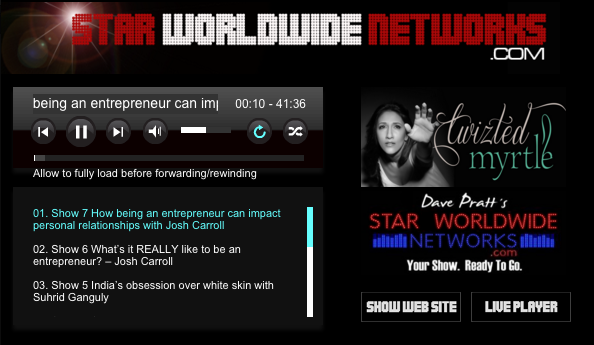 STAR WORLDWIDE NETWORKS
.COM
being an entrepreneur can imp
00:10 - 41:36
Allow to fully load before forwarding/rewinding
01. Show 7 How being an entrepreneur can impact
personal relationships with Josh Carroll
02. Show 6 What’s it REALLY like to be an
entrepreneur? – Josh Carroll
03. Show 5 India’s obsession over white skin with
Suhrid Ganguly
twizted
myrtle
Dave Pratt's
STAR WORLDWIDE
NETWORKS
.com
Your Show. Ready To Go.
SHOW WEB SITE
LIVE PLAYER